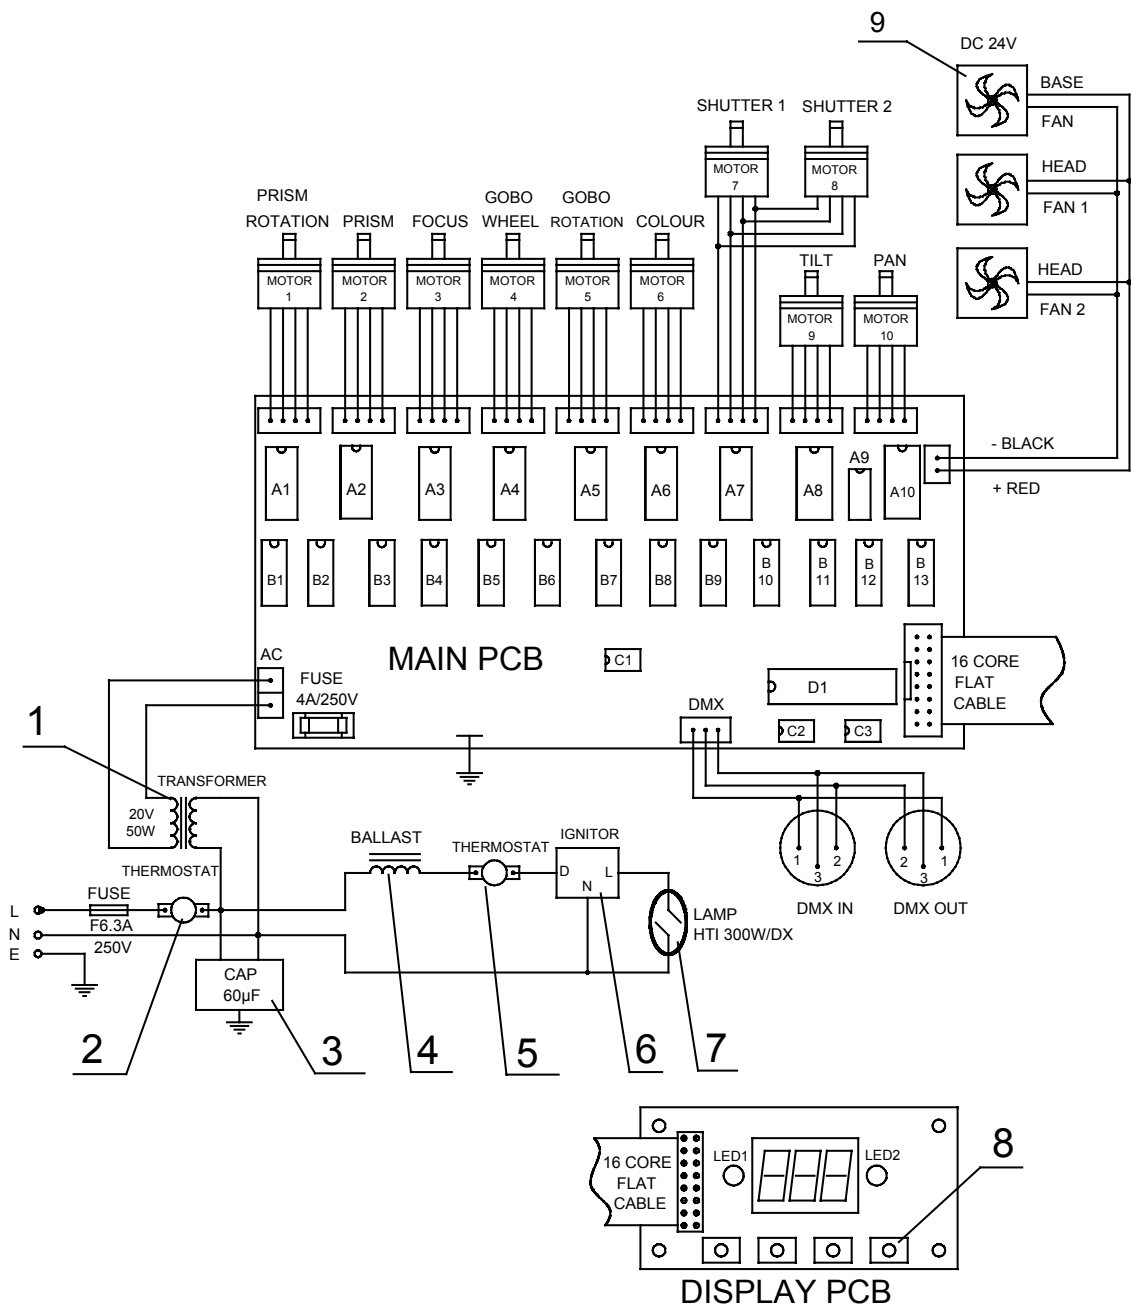 9
DC 24V
BASE
FAN
HEAD
FAN 1
HEAD
FAN 2
SHUTTER 1
SHUTTER 2
MOTOR
7
MOTOR
8
PRISM
ROTATION
PRISM
FOCUS
GOBO
WHEEL
GOBO
ROTATION
COLOUR
TILT
PAN
MOTOR
1
MOTOR
2
MOTOR
3
MOTOR
4
MOTOR
5
MOTOR
6
MOTOR
9
MOTOR
10
- BLACK
+ RED
A1
A2
A3
A4
A5
A6
A7
A8
A9
A10
B1
B2
B3
B4
B5
B6
B7
B8
B9
B
10
B
11
B
12
B
13
AC
FUSE
4A/250V
MAIN PCB
C1
D1
16 CORE
FLAT
CABLE
DMX
C2
C3
1
TRANSFORMER
20V
50W
BALLAST
THERMOSTAT
IGNITOR
D
L
N
1
2
3
2
1
3
DMX IN
DMX OUT
THERMOSTAT
FUSE
L
F6.3A
N
250V
E
LAMP
HTI 300W/DX
CAP
60µF
2
3
4
5
6
7
16 CORE
FLAT
CABLE
LED1
LED2
8
DISPLAY PCB